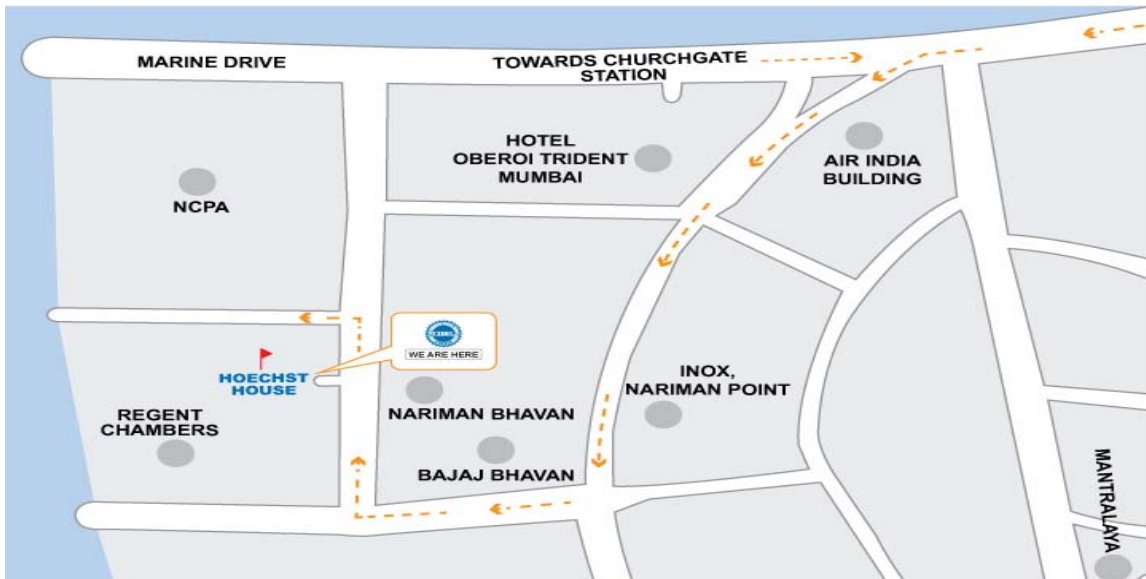 MARINE DRIVE
TOWARDS CHURCHGATE
STATION
HOTEL
OBEROI TRIDENT
MUMBAI
AIR INDIA
BUILDING
NCPA
WE ARE HERE
HOECHST
HOUSE
INOX,
NARIMAN POINT
REGENT
CHAMBERS
NARIMAN BHAVAN
BAJAJ BHAVAN
MANTRALAYA